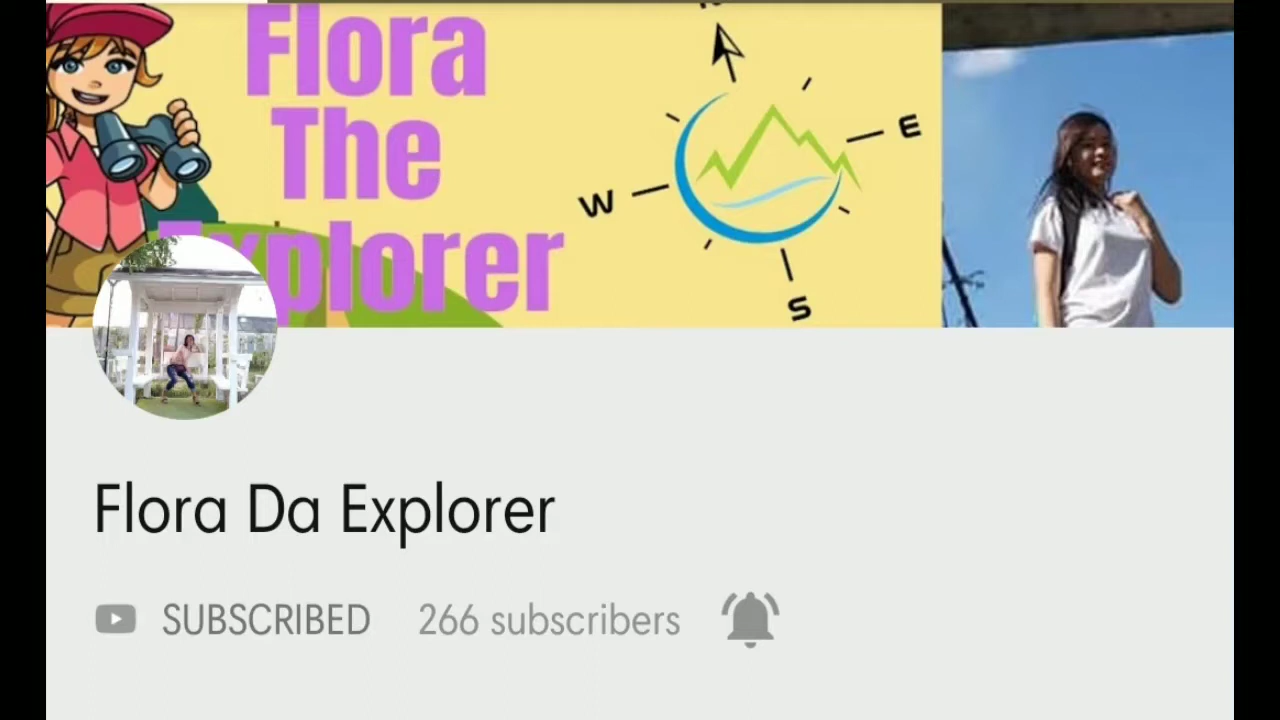 Flora
The
Explorer
W
E
S
Flora Da Explorer
SUBSCRIBED 266 subscribers